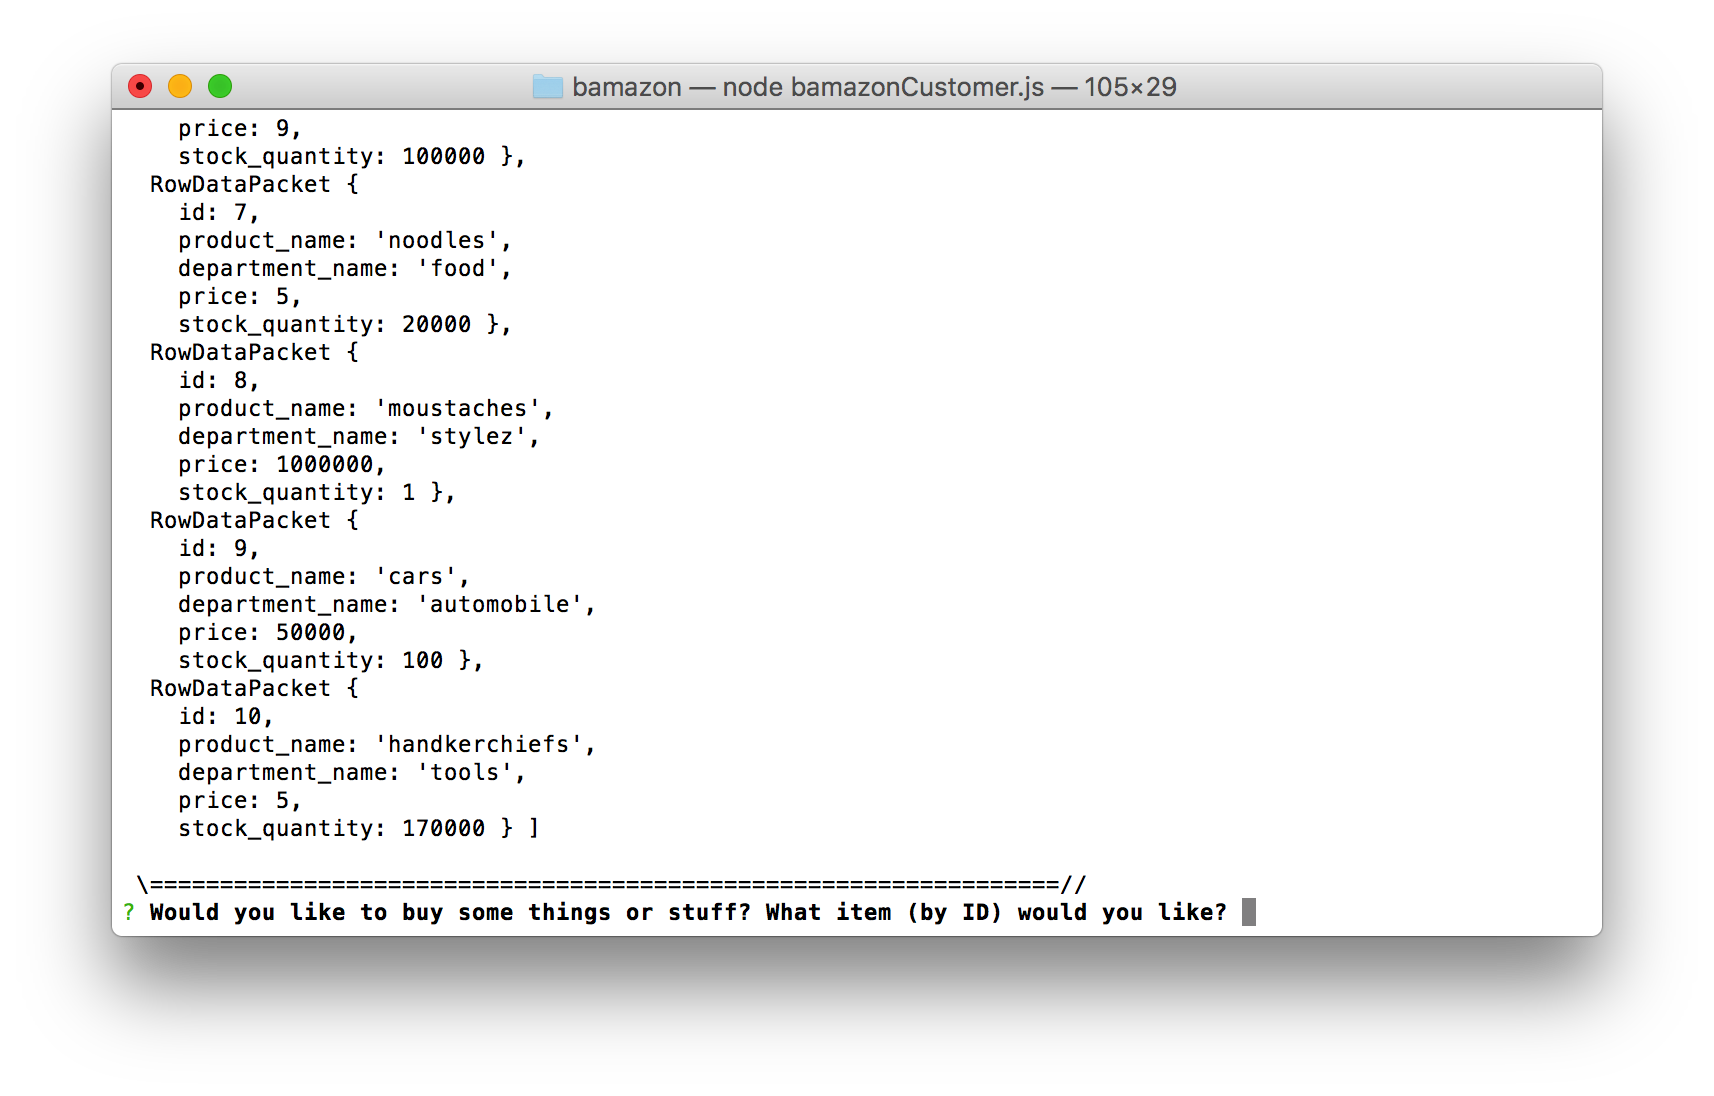 bamazon — node bamazonCustomer.js — 105×29
price: 9,
stock_quantity: 100000 },
RowDataPacket {
id: 7,
product_name: 'noodles',
department_name: 'food',
price: 5,
stock_quantity: 20000 },
RowDataPacket {
id: 8,
product_name: 'moustaches',
department_name: 'stylez',
price: 1000000,
stock_quantity: 1 },
RowDataPacket {
id: 9,
product_name: 'cars',
department_name: 'automobile',
price: 50000,
stock_quantity: 100 },
RowDataPacket {
id: 10,
product_name: 'handkerchiefs',
department_name: 'tools',
price: 5,
stock_quantity: 170000 } ]
\=================================================================//
? Would you like to buy some things or stuff? What item (by ID) would you like?